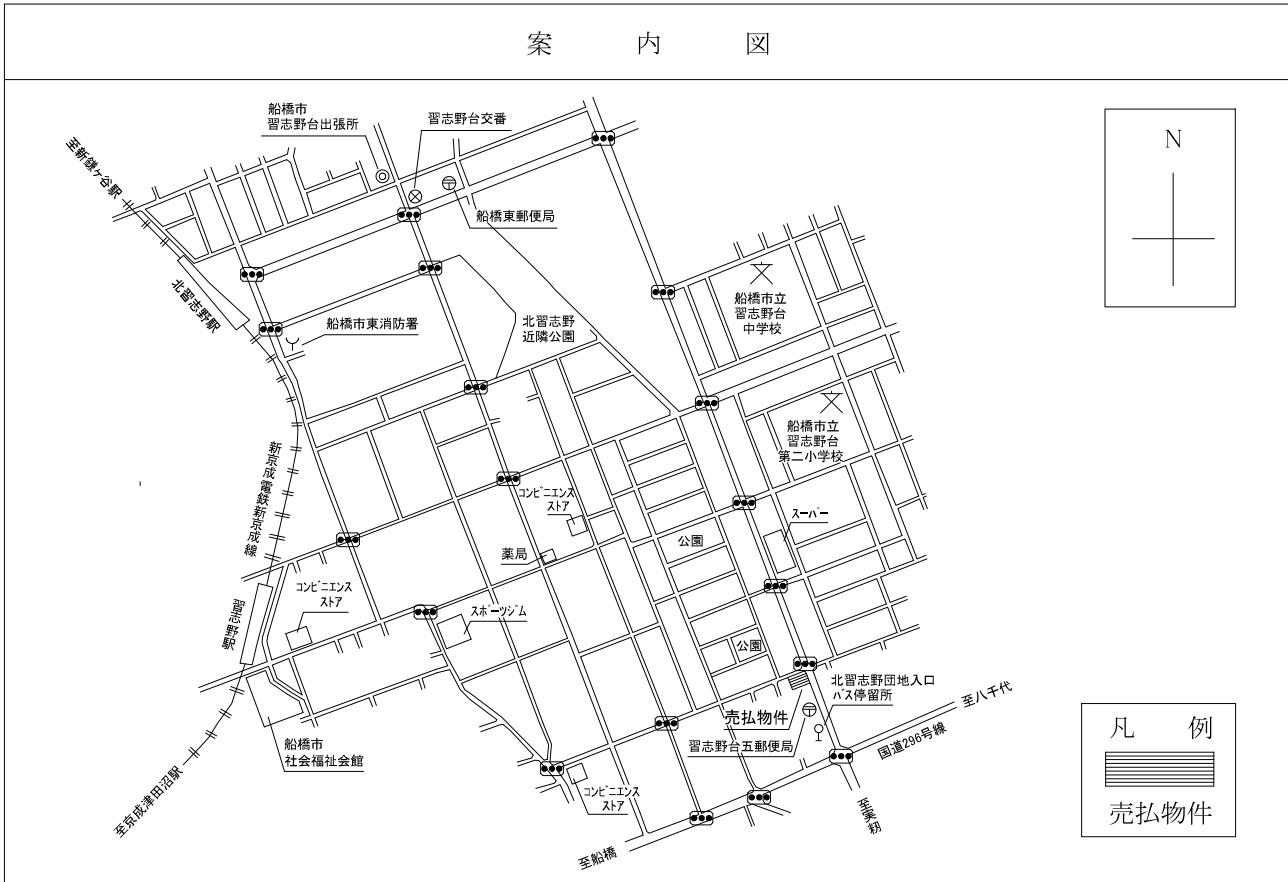 案 内 図
船橋市
習志野台出張所
習志野台交番
至新鎌ヶ谷駅
N
船橋東郵便局
北習志野駅
船橋市立
習志野台
中学校
船橋市東消防署
北習志野
近隣公園
船橋市立
習志野台
第二小学校
新京成電鉄新京成線
コンビニエンス
ストア
スーパー
公園
薬局
コンビニエンス
ストア
スポーツジム
習志野駅
公園
北習志野団地入口
バス停留所
至八千代
売払物件
国道296号線
習志野台五郵便局
船橋市
社会福祉会館
至京成津田沼駅
コンビニエンス
ストア
至実籾
至船橋
凡 例
売払物件